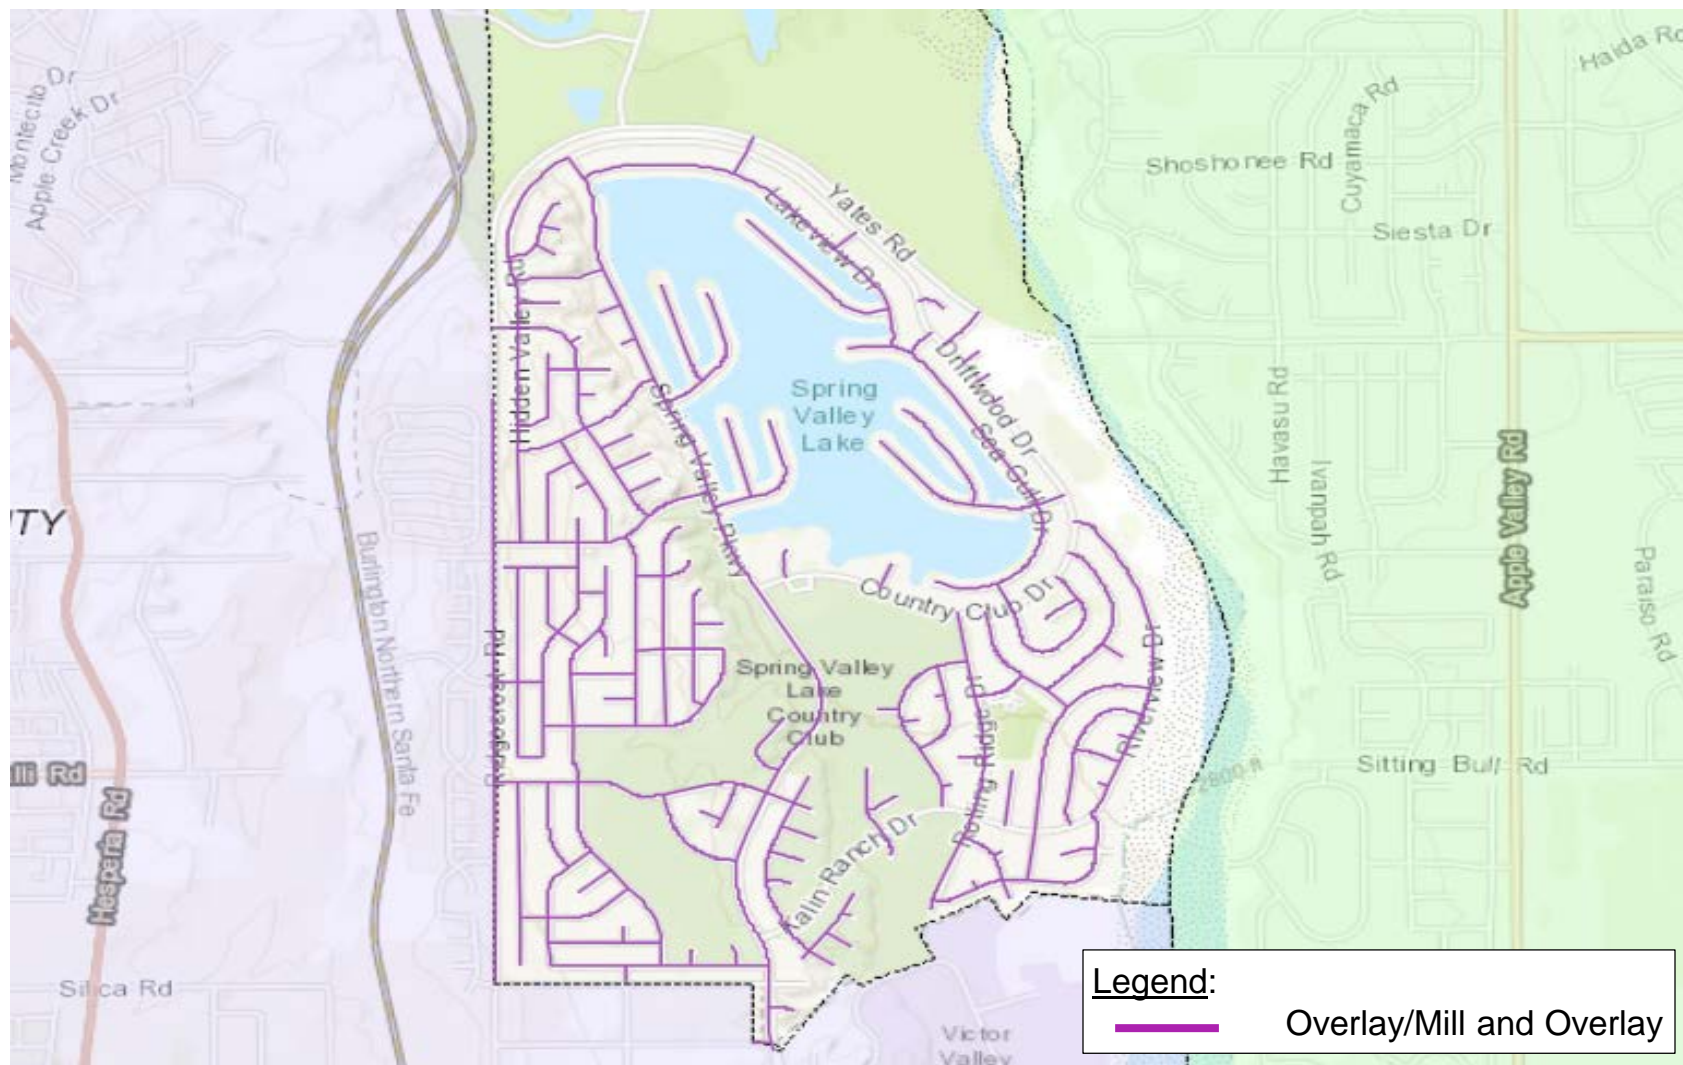 Montecito Dr
Apple Creek Dr
Haida Rd
Cuyamaca Rd
Shoshonee Rd
Siesta Dr
Yates Rd
Lakeview Dr
Hidden Valley Dr
Driftwood Dr
Sea Gull Dr
Spring
Valley
Lake
Spring Valley Pkwy
Havasu Rd
Ivanpah Rd
Apple Valley Rd
Paraiso Rd
TY
Burlington Northern Santa Fe
Country Club Dr
Ridgecrest Rd
Spring Valley
Lake
Country
Club
Rolling Ridge Dr
Riverview Dr
2800 ft
Sitting Bull Rd
lli Rd
Hesperia Rd
Kalin Ranch Dr
Silica Rd
Victor
Valley
Legend:
Overlay/Mill and Overlay